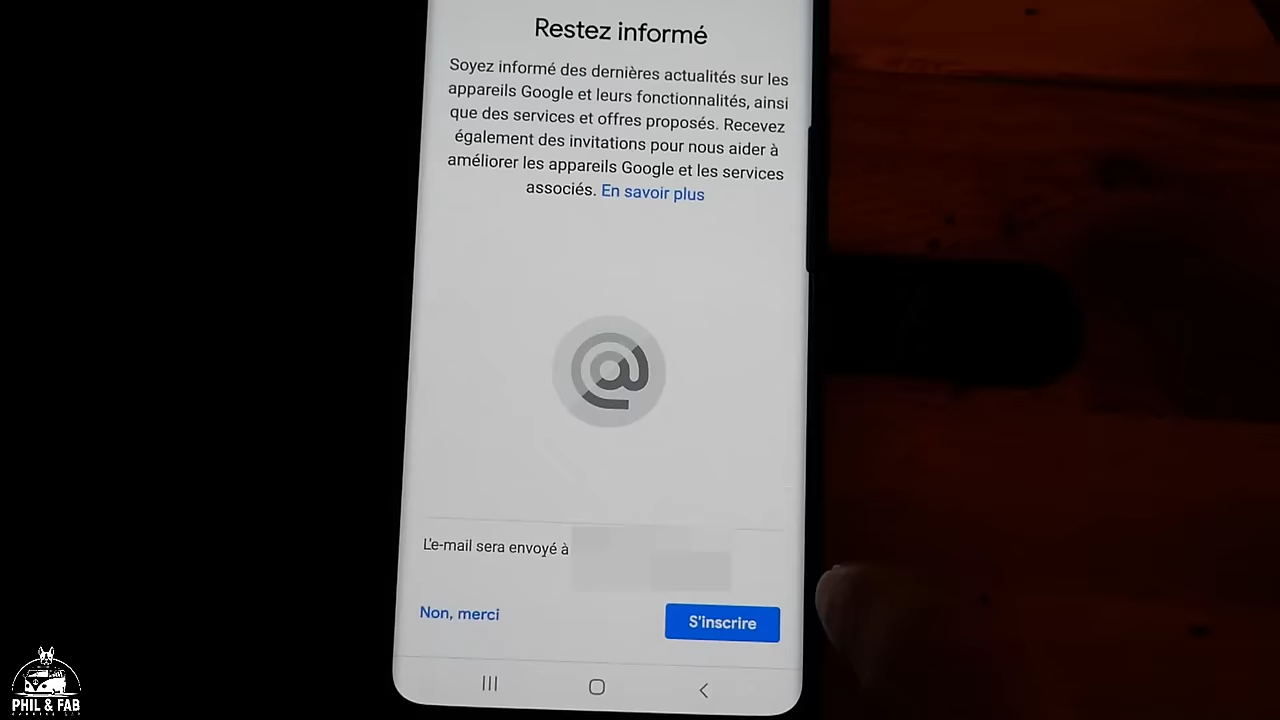 Restez informé
Soyez informé des dernières actualités sur les
appareils Google et leurs fonctionnalités, ainsi
que des services et offres proposés. Recevez
également des invitations pour nous aider à
améliorer les appareils Google et les services
associés. En savoir plus
L'e-mail sera envoyé à
Non, merci
S'inscrire
PHIL & FAB